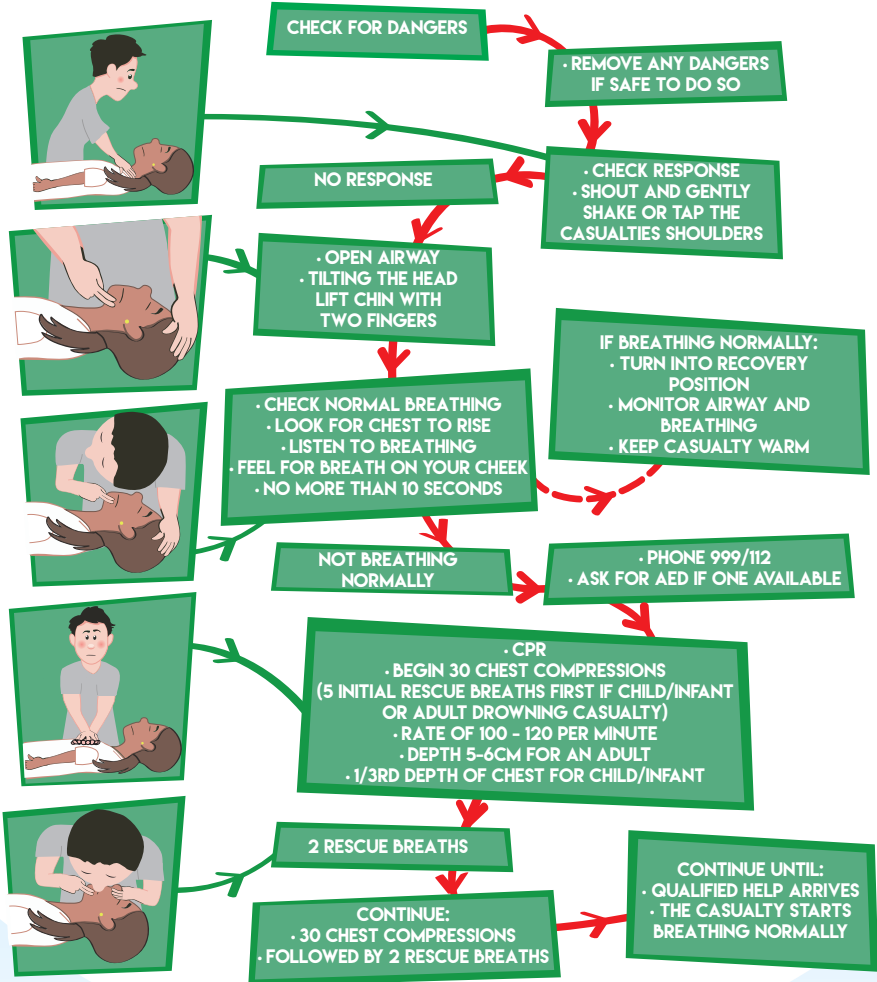 CHECK FOR DANGERS
· REMOVE ANY DANGERS
IF SAFE TO DO SO
· CHECK RESPONSE
· SHOUT AND GENTLY
SHAKE OR TAP THE
CASUALTIES SHOULDERS
NO RESPONSE
· OPEN AIRWAY
· TILTING THE HEAD
LIFT CHIN WITH
TWO FINGERS
· CHECK NORMAL BREATHING
· LOOK FOR CHEST TO RISE
· LISTEN TO BREATHING
· FEEL FOR BREATH ON YOUR CHEEK
· NO MORE THAN 10 SECONDS
IF BREATHING NORMALLY:
· TURN INTO RECOVERY
POSITION
· MONITOR AIRWAY AND
BREATHING
· KEEP CASUALTY WARM
NOT BREATHING
NORMALLY
· PHONE 999/112
· ASK FOR AED IF ONE AVAILABLE
· CPR
· BEGIN 30 CHEST COMPRESSIONS
(5 INITIAL RESCUE BREATHS FIRST IF CHILD/INFANT
OR ADULT DROWNING CASUALTY)
· RATE OF 100 - 120 PER MINUTE
· DEPTH 5-6CM FOR AN ADULT
· 1/3RD DEPTH OF CHEST FOR CHILD/INFANT
2 RESCUE BREATHS
CONTINUE:
· 30 CHEST COMPRESSIONS
· FOLLOWED BY 2 RESCUE BREATHS
CONTINUE UNTIL:
· QUALIFIED HELP ARRIVES
· THE CASUALTY STARTS
BREATHING NORMALLY